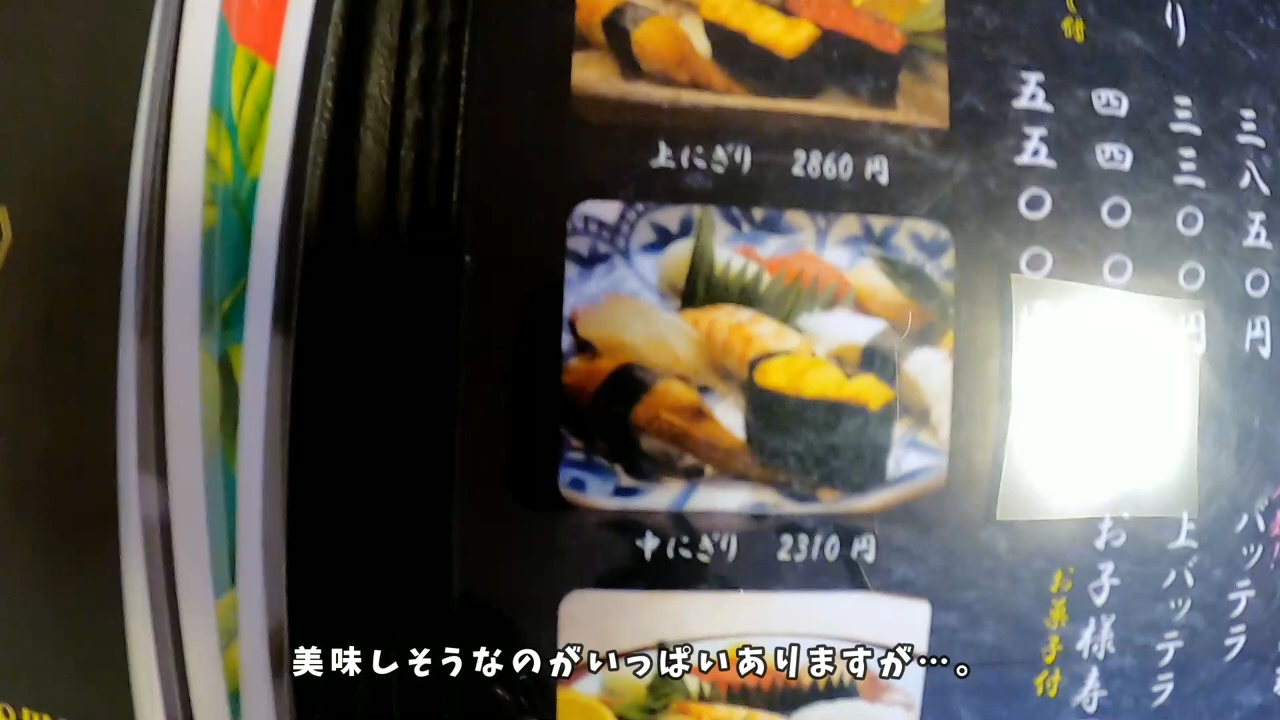 上にぎり 2860円
中にぎり 2310円
り
五五〇〇
四四〇〇
三三〇〇円
三八五〇円
お子様寿
お菓子付
上バッテラ
バッテラ
付
美味しそうなのがいっぱいありますが…。